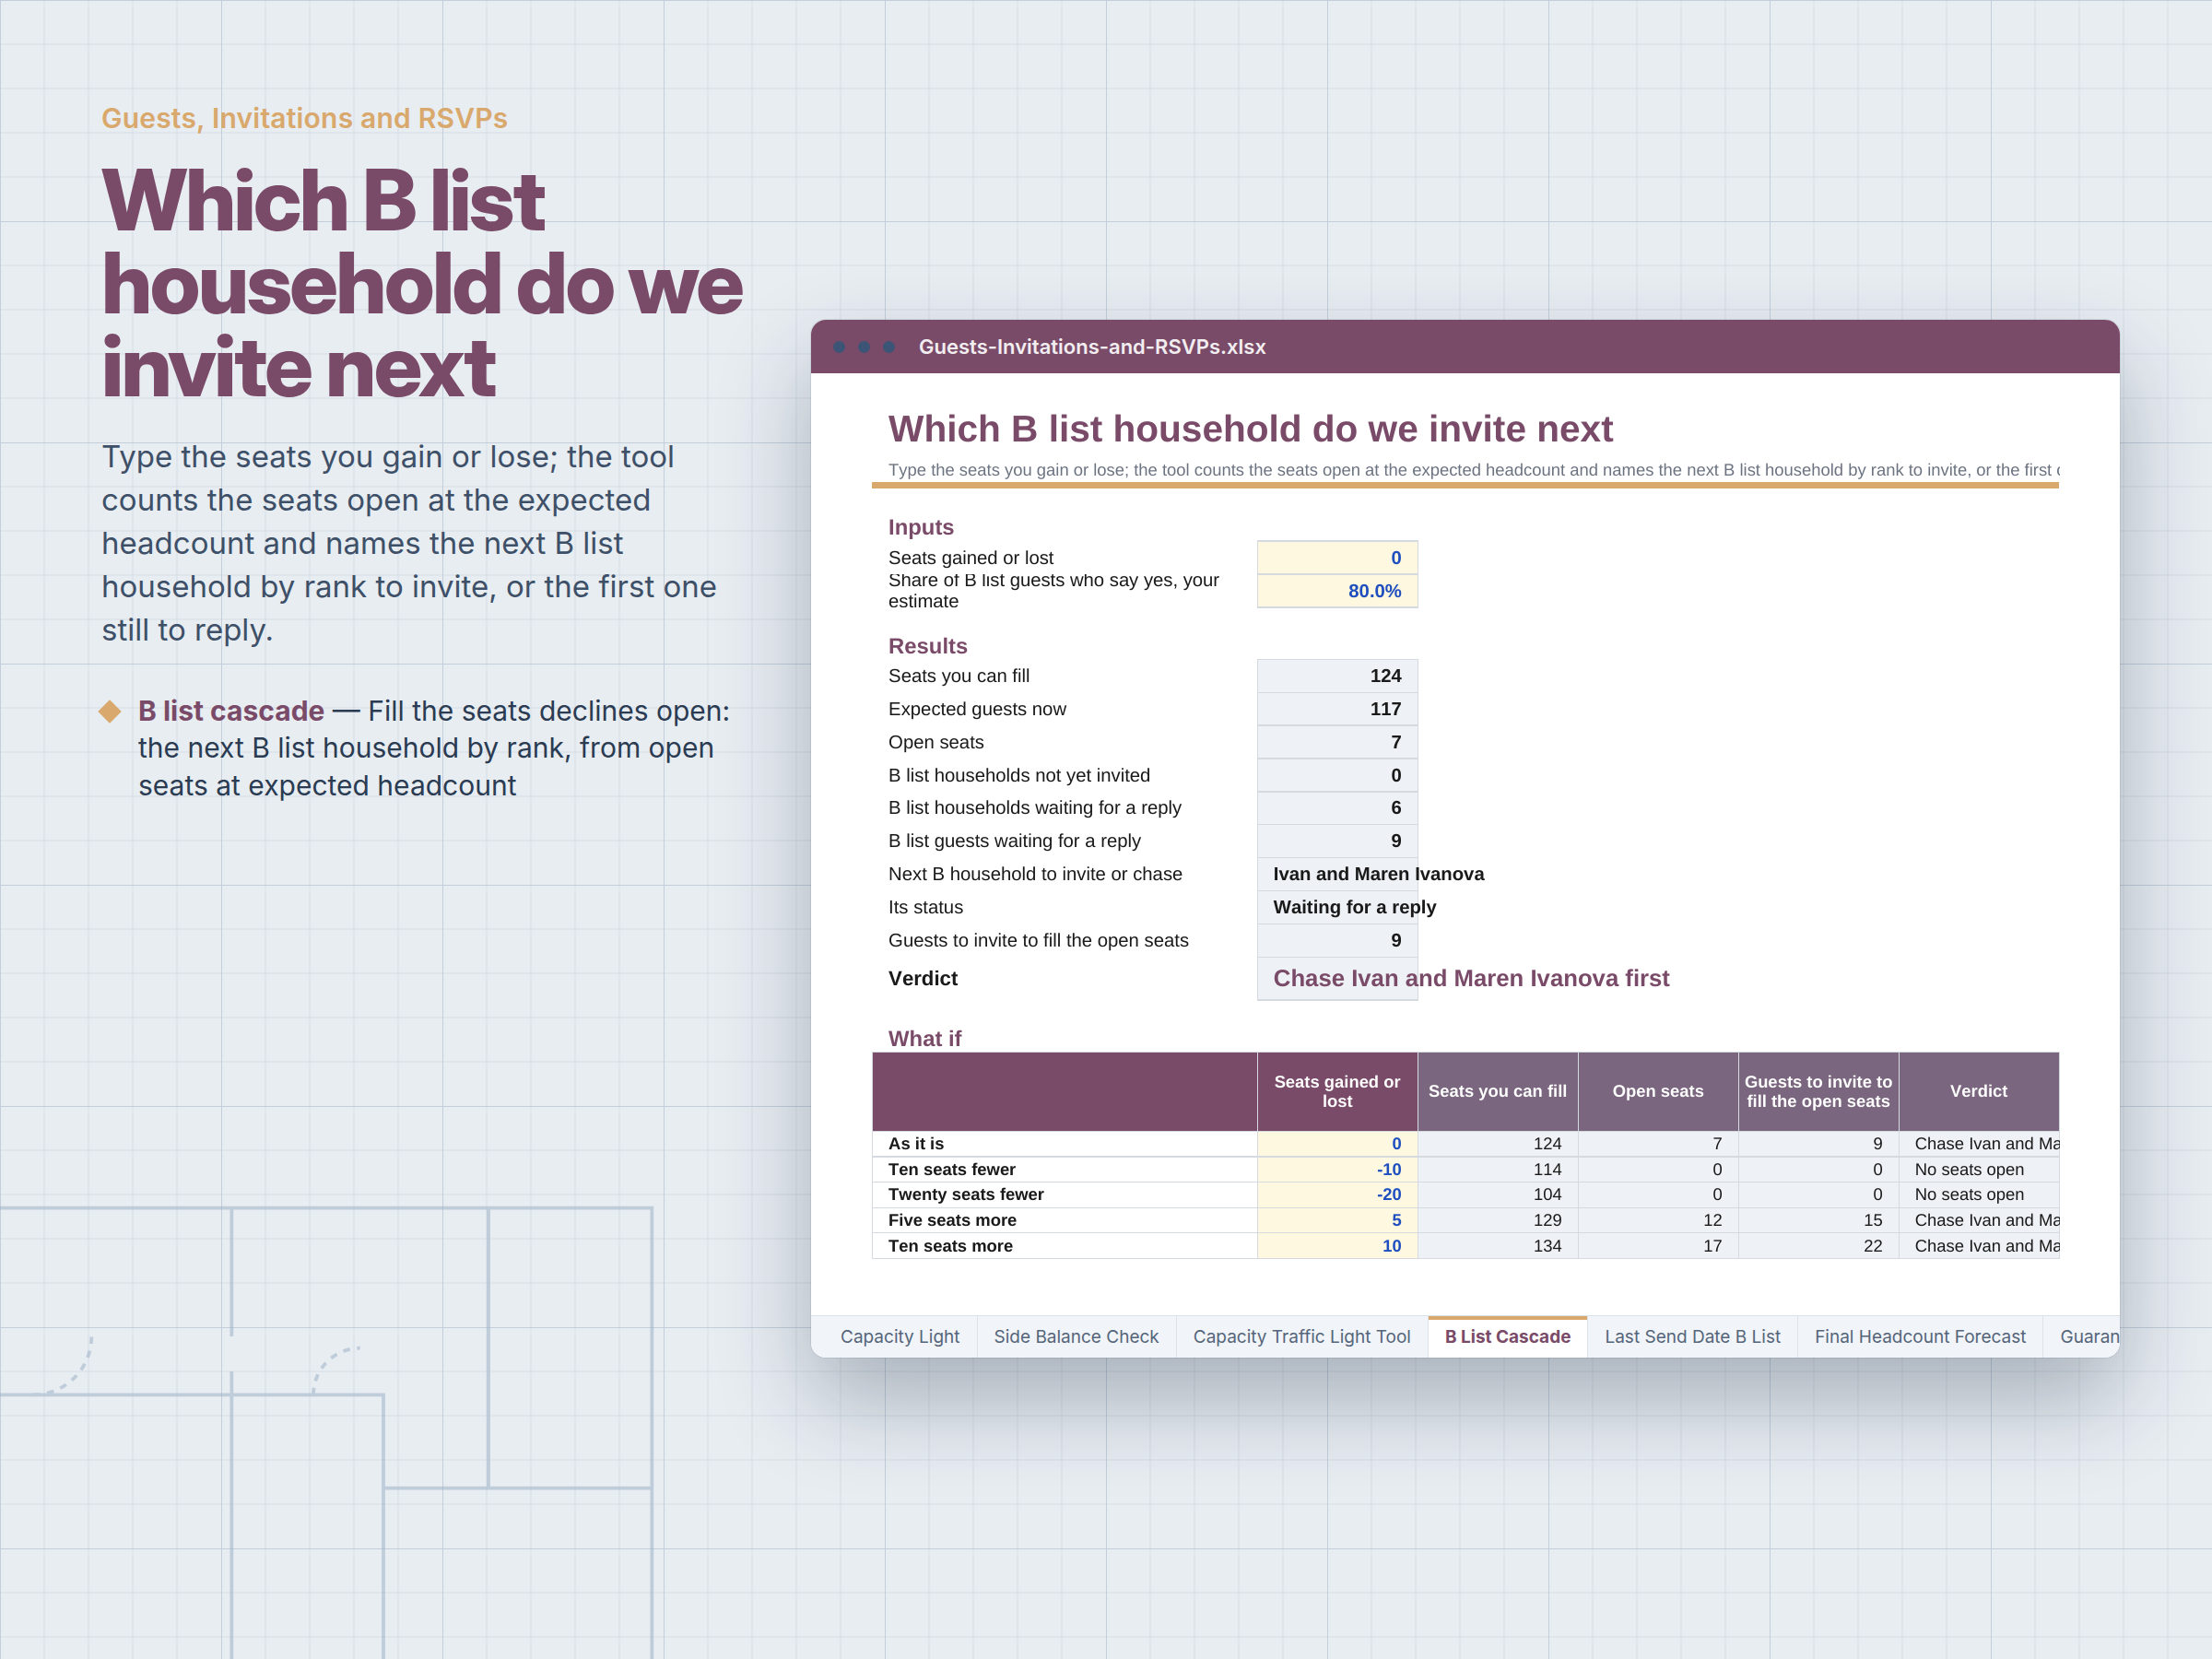 Guests, Invitations and RSVPs
Which B list
household do we
invite next
Type the seats you gain or lose; the tool
counts the seats open at the expected
headcount and names the next B list
household by rank to invite, or the first one
still to reply.
B list cascade — Fill the seats declines open:
the next B list household by rank, from open
seats at expected headcount
Guests-Invitations-and-RSVPs.xlsx
Which B list household do we invite next
Type the seats you gain or lose; the tool counts the seats open at the expected headcount and names the next B list household by rank to invite, or the first
Inputs
Seats gained or lost 0
Share of B list guests who say yes, your
estimate 80.0%
Results
Seats you can fill 124
Expected guests now 117
Open seats 7
B list households not yet invited 0
B list households waiting for a reply 6
B list guests waiting for a reply 9
Next B household to invite or chase Ivan and Maren Ivanova
Its status Waiting for a reply
Guests to invite to fill the open seats 9
Verdict Chase Ivan and Maren Ivanova first
What if
Seats gained or lost Seats you can fill Open seats Guests to invite to fill the open seats Verdict
As it is 0 124 7 9 Chase Ivan and Ma
Ten seats fewer -10 114 0 0 No seats open
Twenty seats fewer -20 104 0 0 No seats open
Five seats more 5 129 12 15 Chase Ivan and Ma
Ten seats more 10 134 17 22 Chase Ivan and Ma
Capacity Light Side Balance Check Capacity Traffic Light Tool B List Cascade Last Send Date B List Final Headcount Forecast Guaran